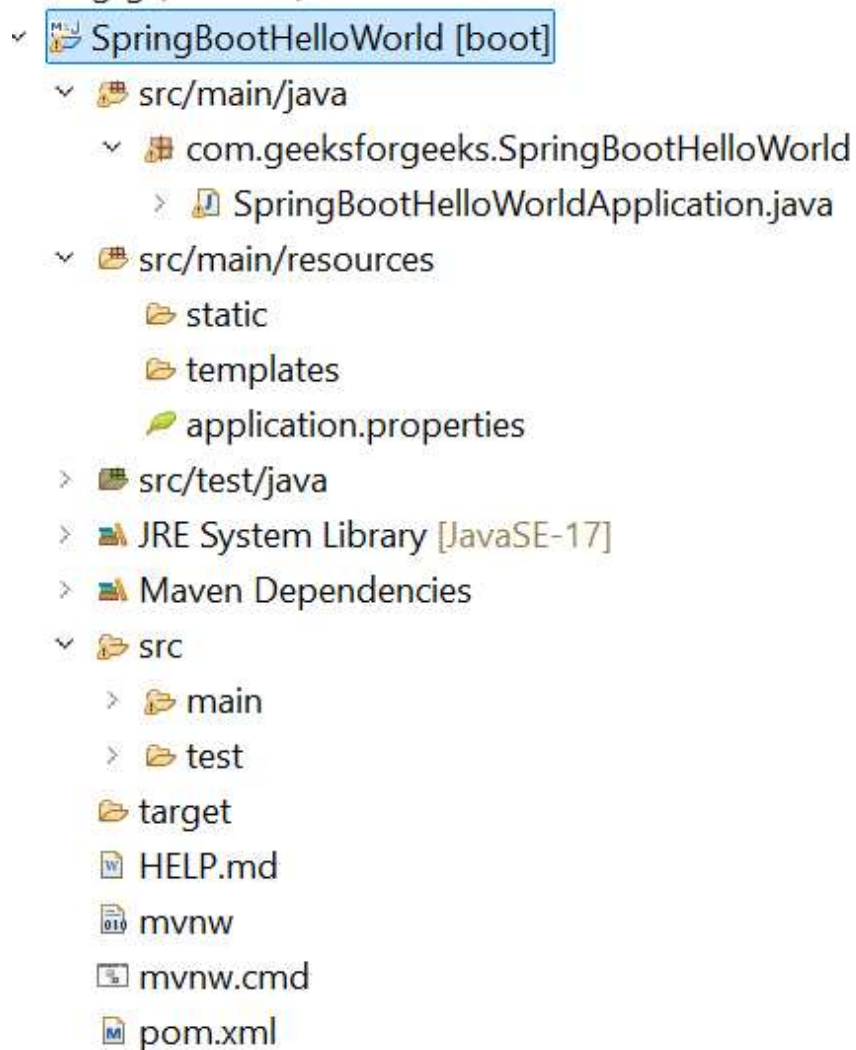 SpringBootHelloWorld [boot]
src/main/java
com.geeksforgeeks.SpringBootHelloWorld
SpringBootHelloWorldApplication.java
src/main/resources
static
templates
application.properties
src/test/java
JRE System Library [JavaSE-17]
Maven Dependencies
src
main
test
target
HELP.md
mvnw
mvnw.cmd
pom.xml